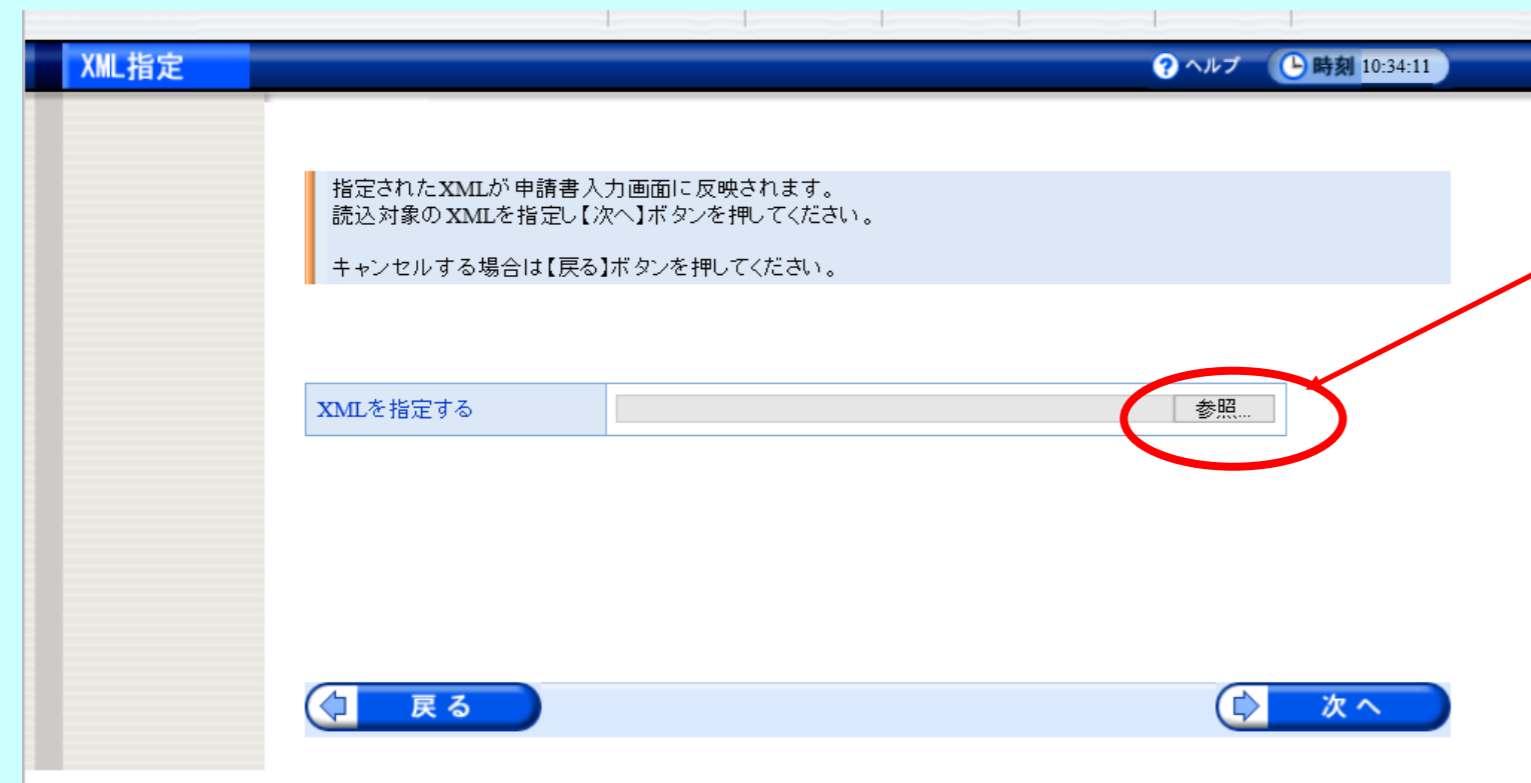 XML指定
ヘルプ
時刻 10:34:11
指定されたXMLが申請書入力画面に反映されます。
読込対象のXMLを指定し【次へ】ボタンを押してください。
キャンセルする場合は【戻る】ボタンを押してください。
XMLを指定する
参照...
戻る
次へ